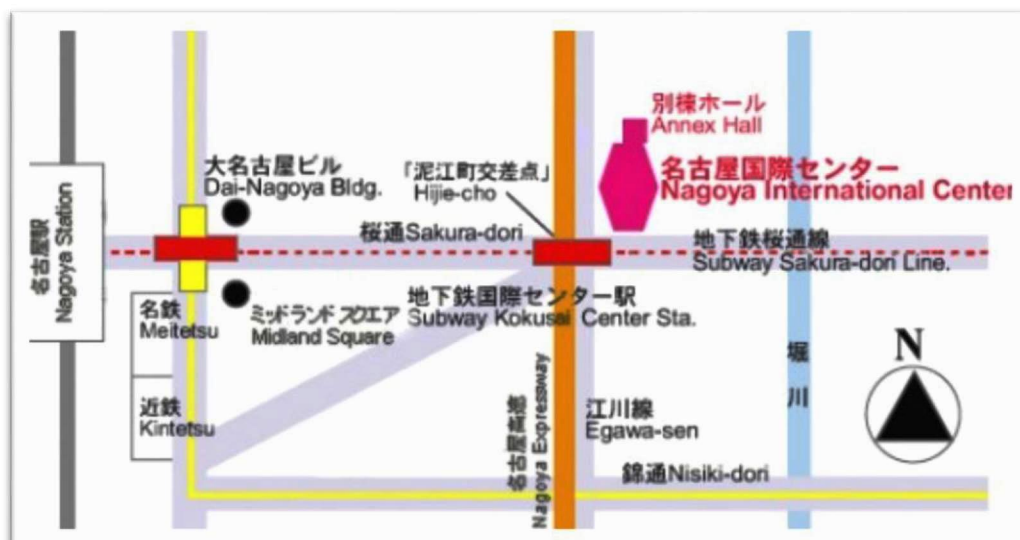 別棟ホール
Annex Hall
名古屋国際センター
Nagoya International Center
大名古屋ビル
Dai-Nagoya Bldg.
「泥江町交差点」
Hijie-cho
桜通Sakura-dori
地下鉄桜通線
Subway Sakura-dori Line.
名古屋駅
Nagoya Station
名鉄
Meitetsu
ミッドランド スクエア
Midland Square
地下鉄国際センター駅
Subway Kokusai Center Sta.
近鉄
Kintetsu
名古屋高速
Nagoya Expressway
江川線
Egawa-sen
堀川
N
錦通Nisiki-dori